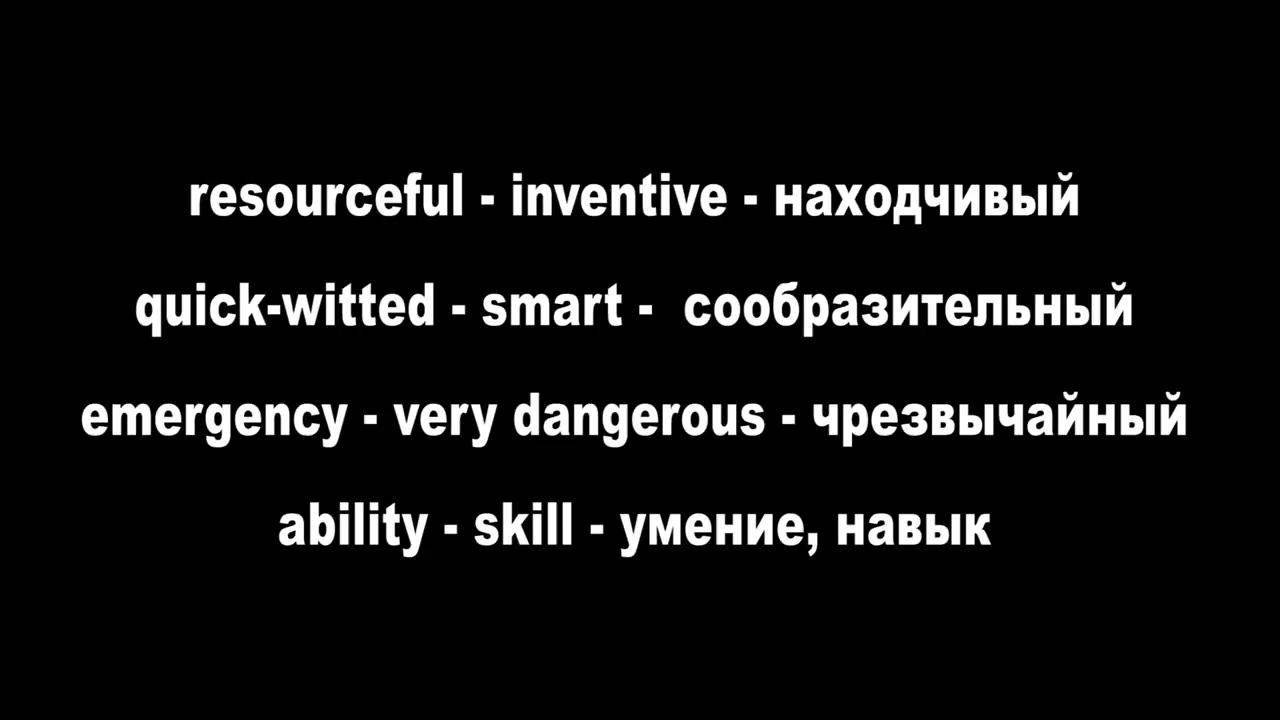 resourceful - inventive - находчивый
quick-witted - smart - сообразительный
emergency - very dangerous - чрезвычайный
ability - skill - умение, навык